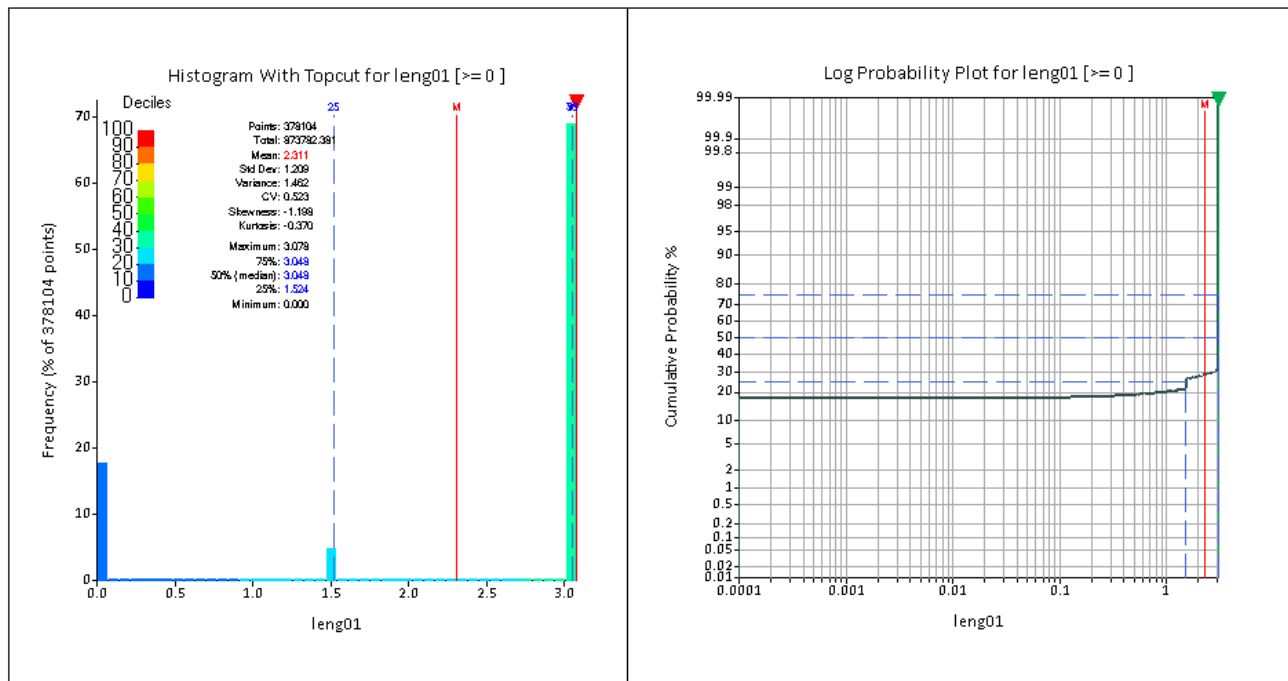 Histogram With Topcut for leng01 [>= 0 ]
Deciles
100
90
80
70
60
50
40
30
20
10
0
25
M
Points: 378104
Total: 873782.381
Mean: 2.311
Std Dev: 1.209
Variance: 1.462
CV: 0.523
Skewness: -1.198
Kurtosis: -0.370
Maximum: 3.078
75%: 3.048
50% (median): 3.048
25%: 1.524
Minimum: 0.000
Frequency (% of 378104 points)
70
60
50
40
30
20
10
0
0.0
0.5
1.0
1.5
2.0
2.5
3.0
leng01
Log Probability Plot for leng01 [>= 0 ]
M
Cumulative Probability %
99.99
99.9
99.8
99
98
95
90
80
70
60
50
40
30
20
10
5
2
1
0.5
0.2
0.1
0.05
0.02
0.01
0.0001
0.001
0.01
0.1
1
leng01